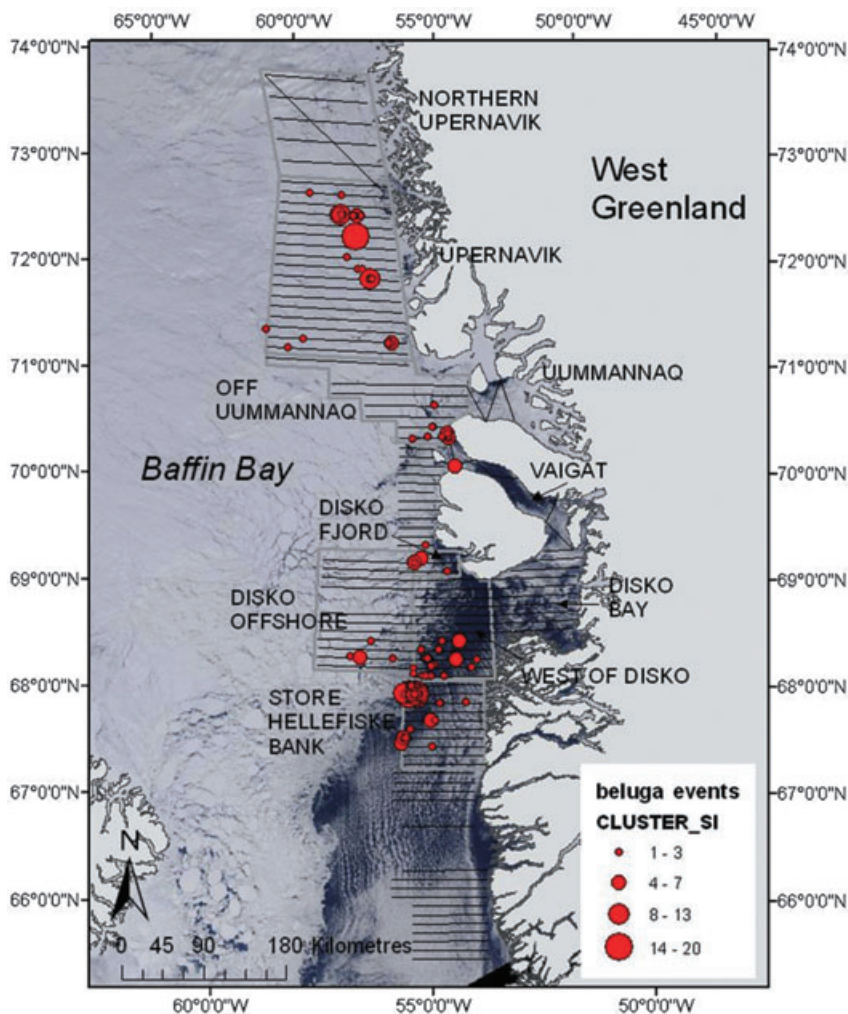 65°0'0"W 60°0'0"W 55°0'0"W 50°0'0"W 45°0'0"W
74°0'0"N 74°0'0"N
NORTHERN
UPERNAVIK
73°0'0"N 73°0'0"N
West
Greenland
72°0'0"N 72°0'0"N
UPERNAVIK
71°0'0"N 71°0'0"N
UUMMANNAQ
OFF
UUMMANNAQ
Baffin Bay
70°0'0"N 70°0'0"N
VAIGAT
DISKO
FJORD
69°0'0"N 69°0'0"N
DISKO
OFFSHORE
DISKO
BAY
WEST OF DISKO
68°0'0"N 68°0'0"N
STORE
HELLEFISKE
BANK
67°0'0"N 67°0'0"N
beluga events
CLUSTER_SI
1 - 3
4 - 7
8 - 13
14 - 20
N
66°0'0"N 66°0'0"N
0 45 90 180 Kilometres
60°0'0"W 55°0'0"W 50°0'0"W